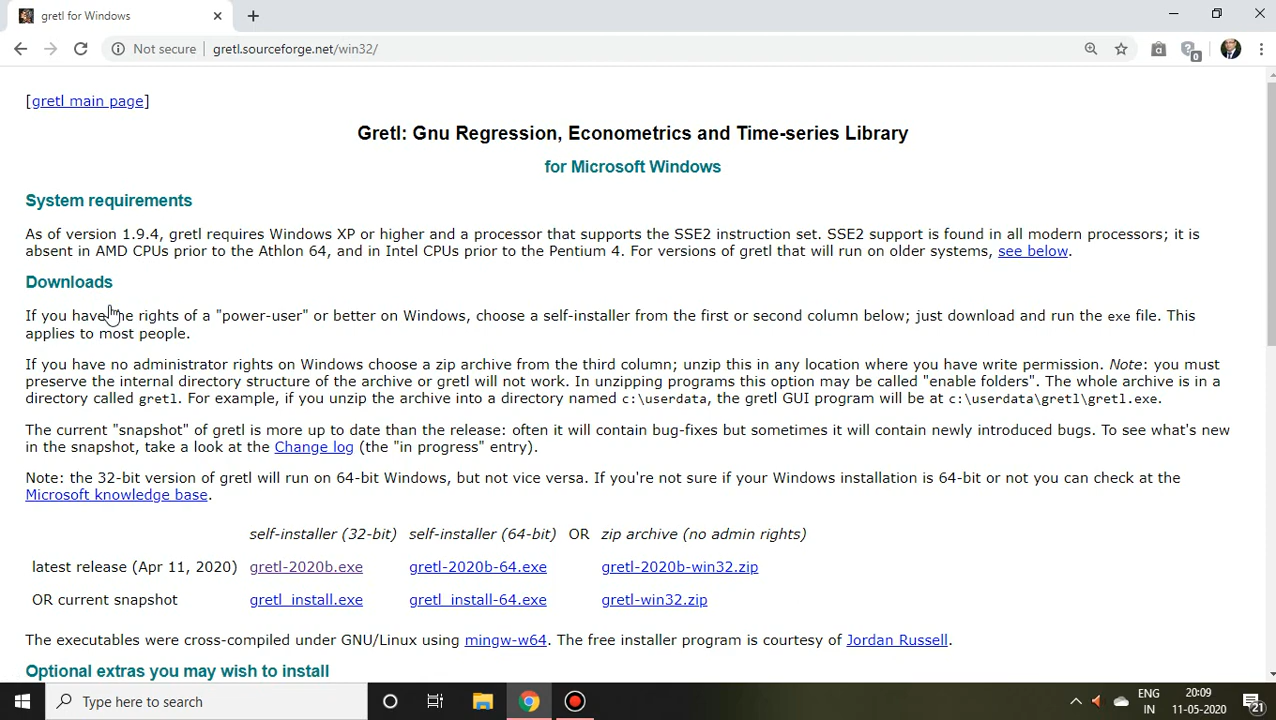 gretl for Windows
Not secure
gretl.sourceforge.net/win32/
0
[gretl main page]
Gretl: Gnu Regression, Econometrics and Time-series Library
for Microsoft Windows
System requirements
As of version 1.9.4, gretl requires Windows XP or higher and a processor that supports the SSE2 instruction set. SSE2 support is found in all modern processors; it is
absent in AMD CPUs prior to the Athlon 64, and in Intel CPUs prior to the Pentium 4. For versions of gretl that will run on older systems, see below.
Downloads
If you have the rights of a "power-user" or better on Windows, choose a self-installer from the first or second column below; just download and run the exe file. This
applies to most people.
If you have no administrator rights on Windows choose a zip archive from the third column; unzip this in any location where you have write permission. Note: you must
preserve the internal directory structure of the archive or gretl will not work. In unzipping programs this option may be called "enable folders". The whole archive is in a
directory called gretl. For example, if you unzip the archive into a directory named c:\userdata, the gretl GUI program will be at c:\userdata\gretl\gretl.exe.
The current "snapshot" of gretl is more up to date than the release: often it will contain bug-fixes but sometimes it will contain newly introduced bugs. To see what's new
in the snapshot, take a look at the Change log (the "in progress" entry).
Note: the 32-bit version of gretl will run on 64-bit Windows, but not vice versa. If you're not sure if your Windows installation is 64-bit or not you can check at the
Microsoft knowledge base.
self-installer (32-bit) self-installer (64-bit) OR zip archive (no admin rights)
latest release (Apr 11, 2020) gretl-2020b.exe gretl-2020b-64.exe gretl-2020b-win32.zip
OR current snapshot gretl_install.exe gretl_install-64.exe gretl-win32.zip
The executables were cross-compiled under GNU/Linux using mingw-w64. The free installer program is courtesy of Jordan Russell.
Optional extras you may wish to install
Type here to search
ENG
IN
20:09
11-05-2020
21